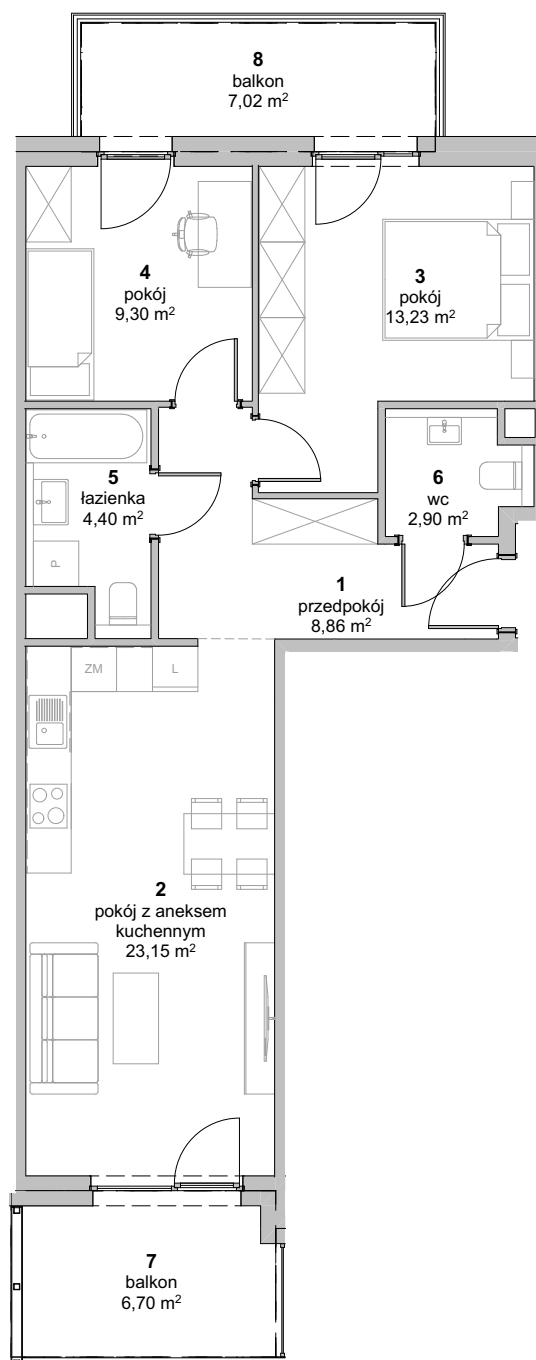 8
balkon
7,02 m²
4
pokój
9,30 m²
3
pokój
13,23 m²
5
łazienka
4,40 m²
6
wc
2,90 m²
P
1
przedpokój
8,86 m²
ZM
L
2
pokój z aneksem
kuchennym
23,15 m²
7
balkon
6,70 m²